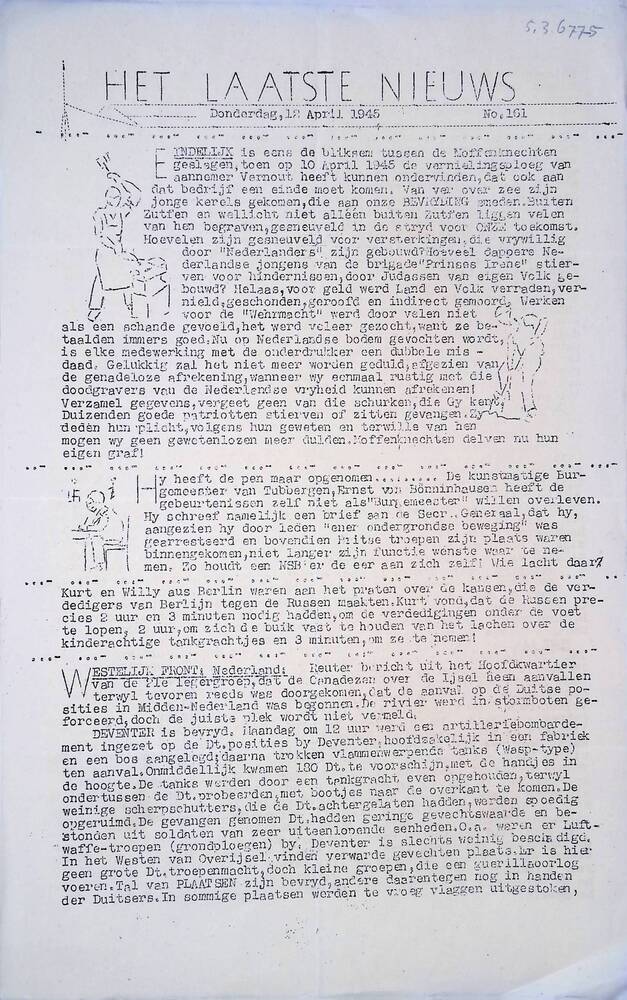 5.3.6775
HET LAATSTE NIEUWS
Donderdag, 12 April 1945 No.161
EINDELIJK is eens de bliksem tussen de Moffenknechten
geslagen, toen op 10 April 1945 de vernielingsploeg van
aannemer Vernout heeft kunnen ondervinden, dat ook aan
dat bedrijf een einde moet komen. Van ver over zee zijn
jonge kerels gekomen, die aan onze BEVRYDING smeden. Buiten
Zutfen en wellicht niet alléén buiten Zutfen liggen velen
van hen begraven, gesneuveld in de stryd voor ONZE toekomst.
Hoevelen zijn gesneuveld voor versterkingen, die vrywillig
door "Nederlanders" zijn gebouwd? Hoeveel dappere Ne-
derlandse jongens van de brigade "Prinses Irene" stier-
ven voor hindernissen, door Judassen van eigen Volk ge-
bouwd? Helaas, voor geld werd Land en Volk verraden, ver-
nield, geschonden, geroofd en indirect gemoord. Werken
voor de "Wehrmacht" werd door velen niet
als een schande gevoeld, het werd veleer gezocht, want ze be-
taalden immers goed. Nu op Nederlandse bodem gevochten wordt,
is elke medewerking met de onderdrukker een dubbele mis -
daad. Gelukkig zal het niet meer worden geduld, afgezien van
de genadeloze afrekening, wanneer wy eenmaal rustig met die
doodgravers van de Nederlandse vryheid kunnen afrekenen!
Verzamel gegevens, vergeet geen van die schurken, die Gy kent.
Duizenden goede patriotten stierven of zitten gevangen. Zy
deden hun plicht, volgens hun geweten en terwille van hen
mogen wy geen gewetenlozen meer dulden. Moffenknechten delven nu hun
eigen graf!
Hy heeft de pen maar opgenomen......... De kunstmatige Bur-
gemeester van Tubbergen, Ernst von Bönninhausen heeft de
gebeurtenissen zelf niet als "Burgemeester" willen overleven.
Hy schreef namelijk een brief aan de Secr. Generaal, dat hy,
aangezien hy door leden "ener ondergrondse beweging" was
gearresteerd en bovendien Britse troepen zijn plaats waren
binnengekomen, niet langer zijn functie wenste waar te ne-
men. Zo houdt een NSB'er de eer aan zich zelf! Wie lacht daar?
Kurt en Willy aus Berlin waren aan het praten over de kansen, die de ver-
dedigers van Berlijn tegen de Russen maakten. Kurt vond, dat de Russen pre-
cies 2 uur en 3 minuten nodig hadden, om de verdedigingen onder de voet
te lopen, 2 uur, om zich de buik vast te houden van het lachen over de
kinderachtige tankgrachtjes en 3 minuten, om ze te nemen!
WESTELIJK FRONT: Nederland: Reuter bericht uit het Hoofdkwartier
van de 21e legergroep, dat de Canadezen over de Ijsel heen aanvallen
terwyl tevoren reeds was doorgekomen, dat de aanval op de Duitse po-
sities in Midden-Nederland was begonnen. De rivier werd in stormboten ge-
forceerd, doch de juiste plek wordt niet vermeld.
DEVENTER is bevryd. Maandag om 12 uur werd een artilleriebombarde-
ment ingezet op de Dt. posities by Deventer, hoofdzakelijk in een fabriek
en een bos aangelegd; daarna trokken vlammenwerpende tanks (Wasp-type)
ten aanval. Onmiddellijk kwamen 180 Dt. te voorschijn, met de handjes in
de hoogte. De tanks werden door een tankgracht even opgehouden, terwyl
ondertussen de Dt. probeerden, met bootjes naar de overkant te komen. De
weinige scherpschutters, die de Dt. achtergelaten hadden, werden spoedig
opgeruimd. De gevangen genomen Dt. hadden geringe gevechtswaarde en be-
stonden uit soldaten van zeer uiteenlopende eenheden. O.a. waren er Luft-
waffe-troepen (grondploegen) by. Deventer is slechts weinig beschadigd.
In het Westen van Overijsel vinden verwarde gevechten plaats. Er is hier
geen grote Dt. troepenmacht, doch kleine groepen, die een guerillaoorlog
voeren. Tal van PLAATSEN zijn bevryd, andere daarentegen nog in handen
der Duitsers. In sommige plaatsen werden te vroeg vlaggen uitgestoken,